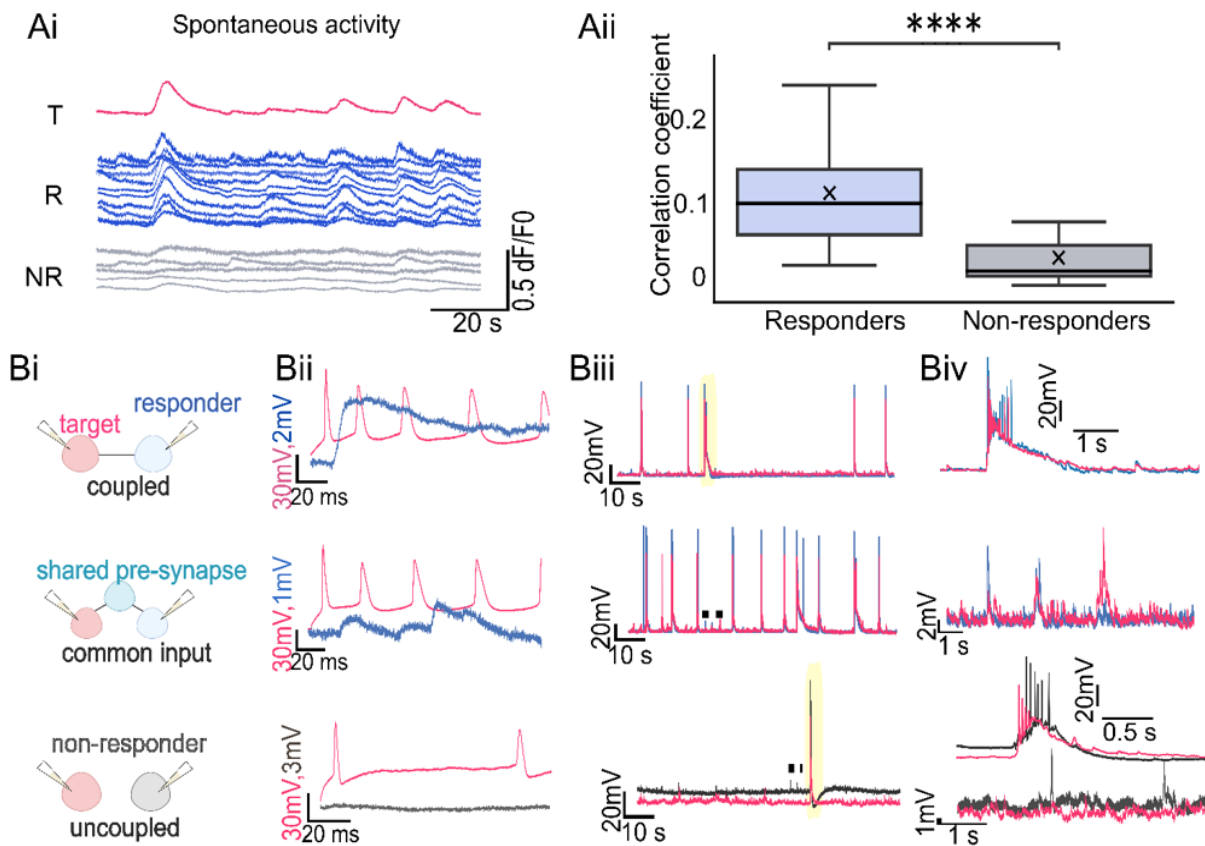 Ai
Spontaneous activity
T
R
NR
0.5 dF/F0
20 s
Aii
****
Correlation coefficient
0.2
0.1
0
Responders
Non-responders
Bi
target
responder
coupled
shared pre-synapse
common input
non-responder
uncoupled
Bii
30mV,2mV
20 ms
30mV,1mV
20 ms
30mV,3mV
20 ms
Biii
20mV
10 s
20mV
10 s
20mV
10 s
Biv
20mV
1 s
2mV
1 s
20mV
0.5 s
1mV
1 s